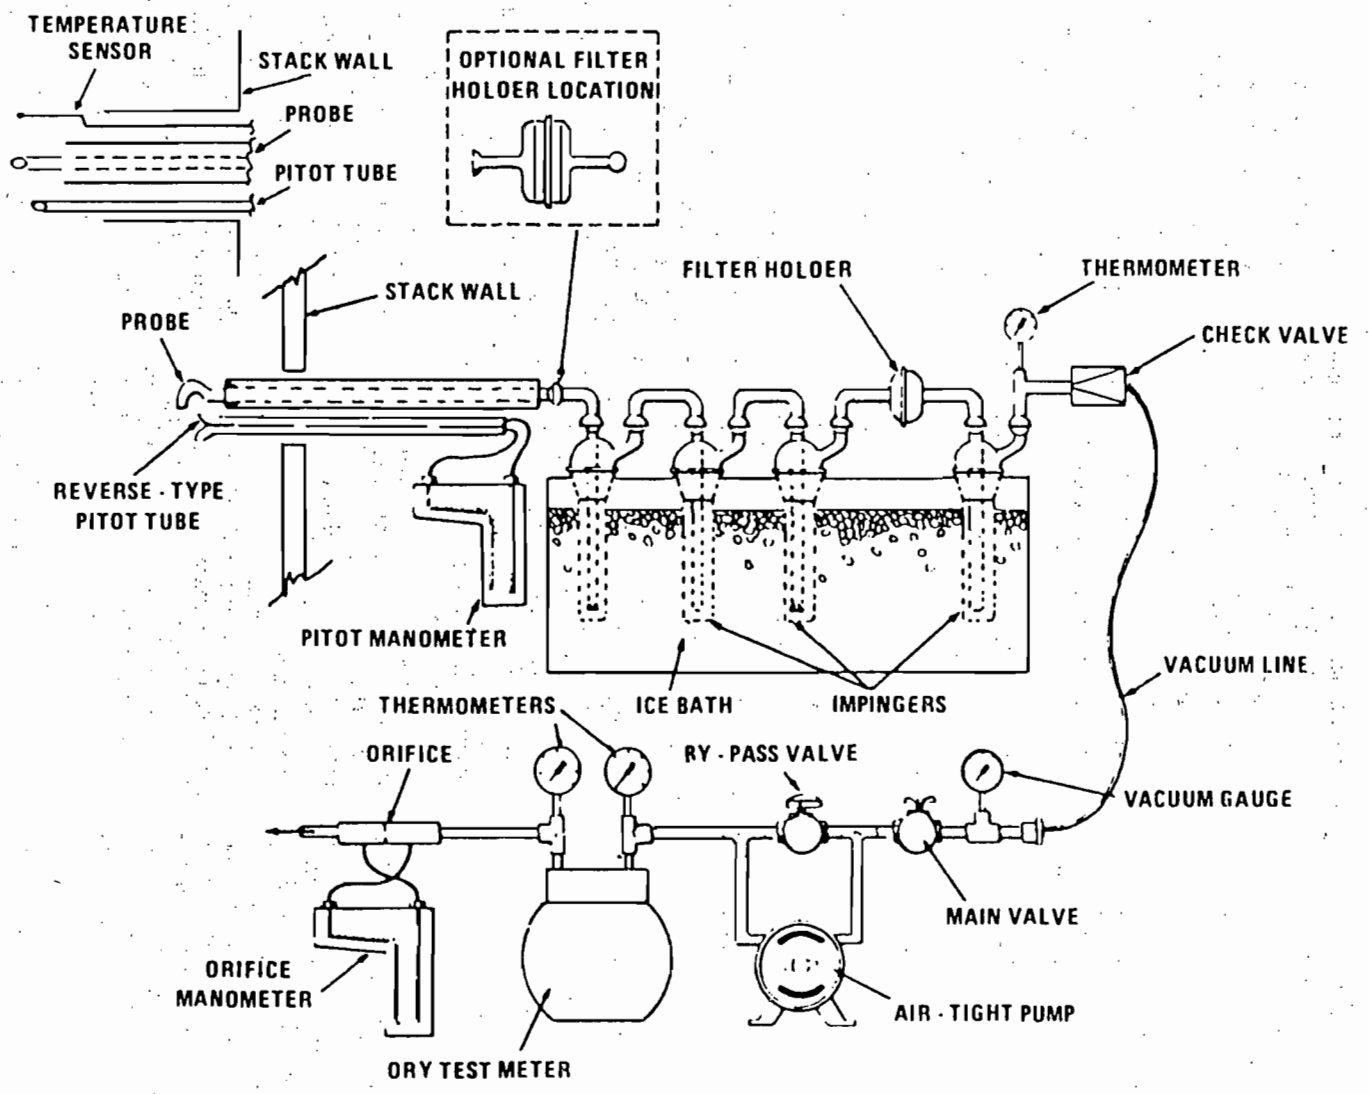 TEMPERATURE
SENSOR
STACK WALL
PROBE
PITOT TUBE
OPTIONAL FILTER
HOLOER LOCATION
STACK WALL
PROBE
FILTER HOLOER
THERMOMETER
CHECK VALVE
REVERSE - TYPE
PITOT TUBE
PITOT MANOMETER
ICE BATH
IMPINGERS
VACUUM LINE
THERMOMETERS
ORIFICE
RY - PASS VALVE
VACUUM GAUGE
MAIN VALVE
ORIFICE
MANOMETER
AIR - TIGHT PUMP
ORY TEST METER